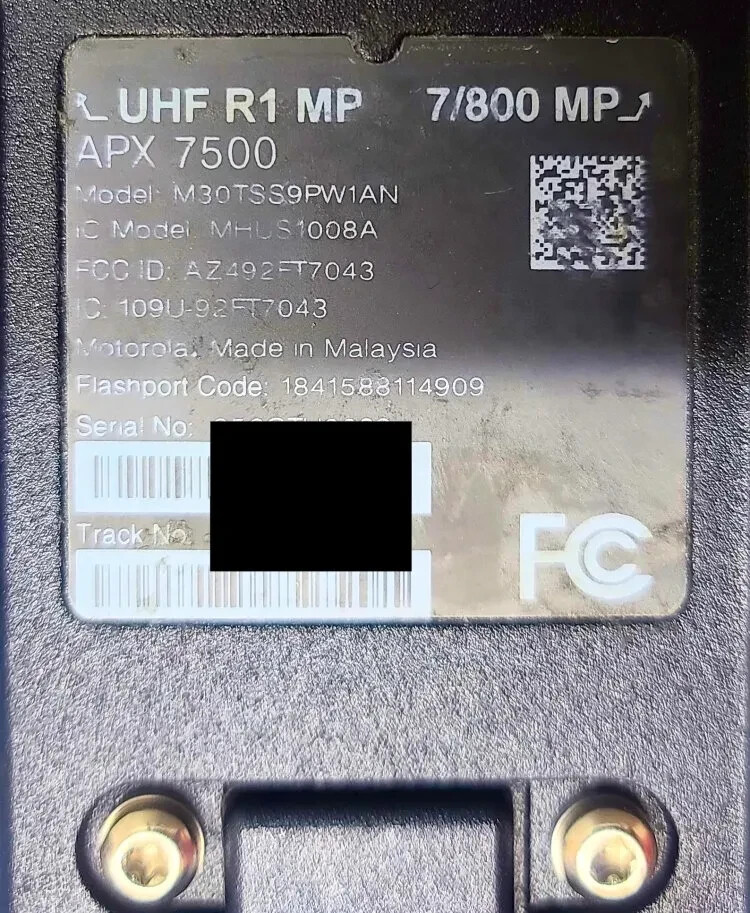 UHF R1 MP 7/800 MP
APX 7500
Model: M30TSS9PW1AN
IC Model: MHUS1008A
FCC ID: AZ492FT7043
IC: 109U-92FT7043
Motorola, Made in Malaysia
Flashport Code: 1841588114909
Serial No:
Track No.
FC